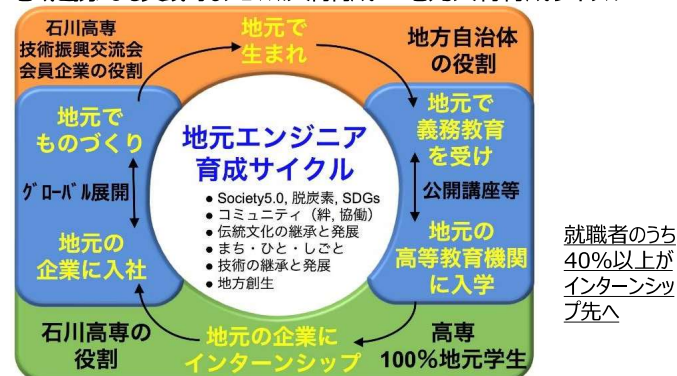 石川高専
技術振興交流会
会員企業の役割
地元で
生まれ
地方自治体
の役割
地元で
ものづくり
地元で
義務教育
を受け
地元エンジニア
育成サイクル
グローバル展開
公開講座等
• Society5.0, 脱炭素, SDGs
• コミュニティ（絆, 協働）
• 伝統文化の継承と発展
• まち・ひと・しごと
• 技術の継承と発展
• 地方創生
地元の
企業に入社
地元の
高等教育機関
に入学
就職者のうち
40%以上が
インターンシッ
プ先へ
石川高専の
役割
地元の企業に
インターンシップ
高専
100%地元学生